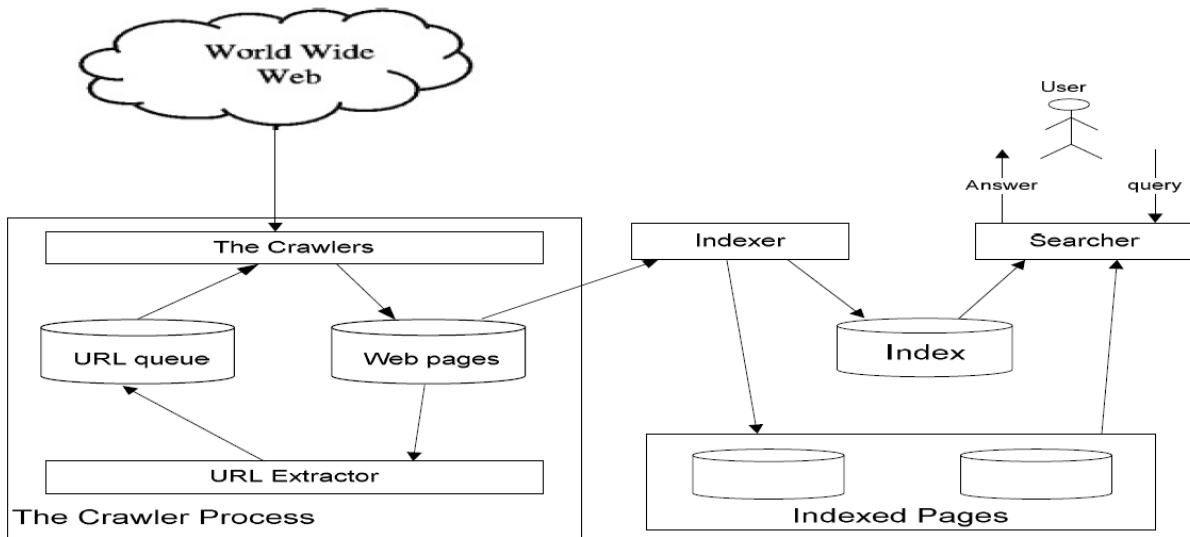 World Wide
Web
User
Answer
query
The Crawlers
Indexer
Searcher
URL queue
Web pages
Index
URL Extractor
The Crawler Process
Indexed Pages